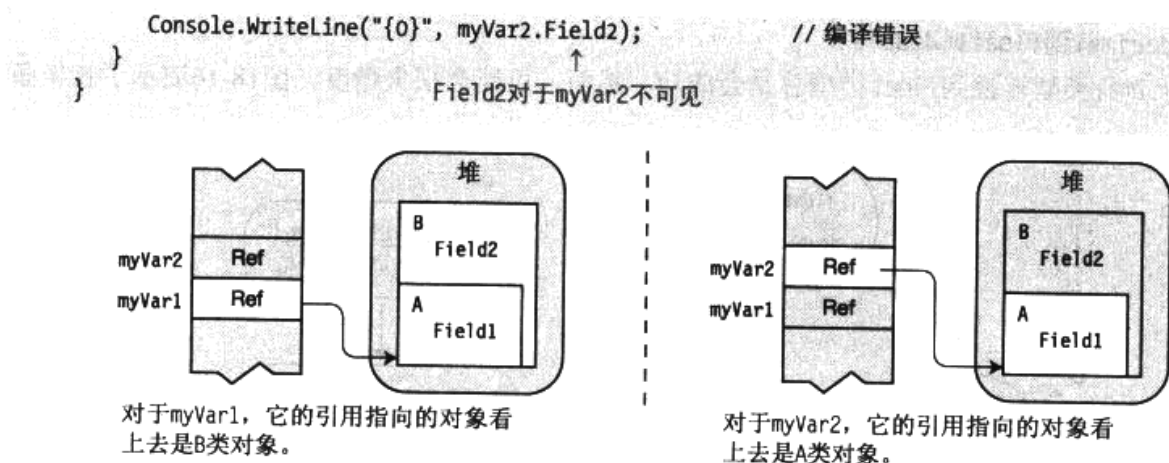 Console.WriteLine("{0}", myVar2.Field2); // 编译错误
}
↑
}
Field2对于myVar2不可见
堆
B
Field2
myVar2 Ref
myVar1 Ref
A
Field1
对于myVar1，它的引用指向的对象看
上去是B类对象。
堆
B
Field2
myVar2 Ref
myVar1 Ref
A
Field1
对于myVar2，它的引用指向的对象看
上去是A类对象。